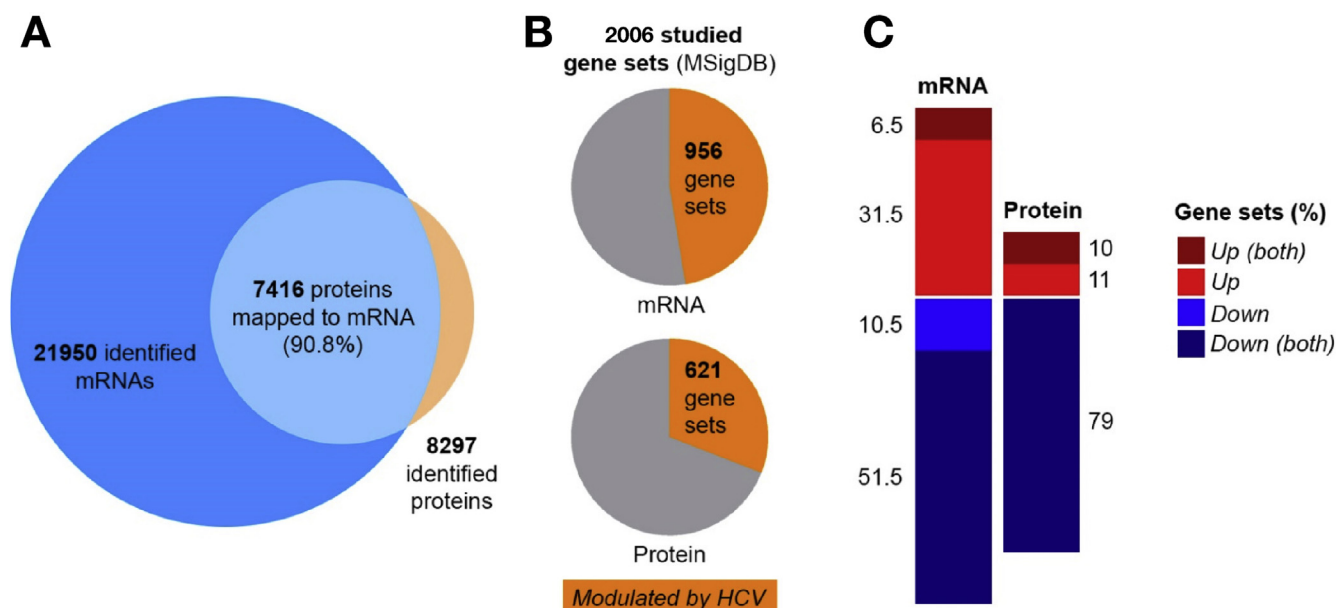 A
21950 identified
mRNAs
7416 proteins
mapped to mRNA
(90.8%)
8297
identified
proteins
B
2006 studied
gene sets (MSigDB)
956
gene
sets
mRNA
621
gene
sets
Protein
Modulated by HCV
C
mRNA
6.5
31.5
10.5
51.5
Protein
10
11
79
Gene sets (%)
Up (both)
Up
Down
Down (both)